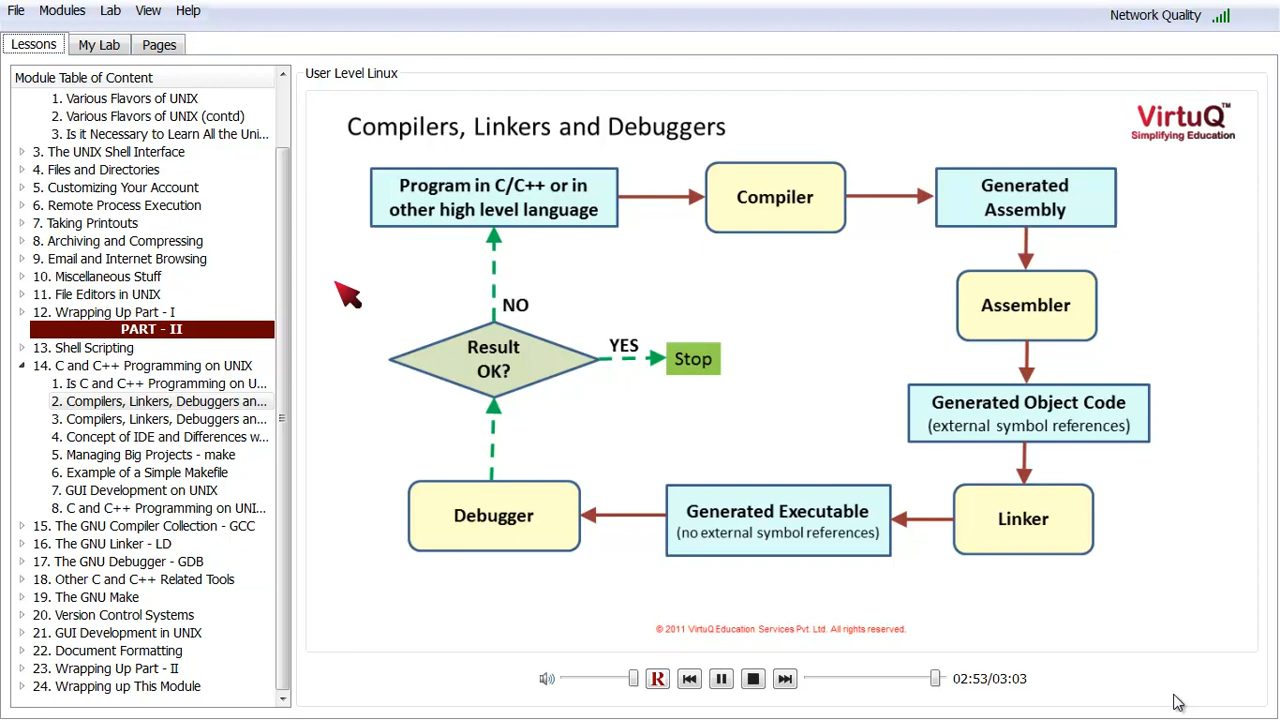 File Modules Lab View Help
Network Quality
Lessons My Lab Pages
Module Table of Content
1. Various Flavors of UNIX
2. Various Flavors of UNIX (contd)
3. Is it Necessary to Learn All the Uni...
3. The UNIX Shell Interface
4. Files and Directories
5. Customizing Your Account
6. Remote Process Execution
7. Taking Printouts
8. Archiving and Compressing
9. Email and Internet Browsing
10. Miscellaneous Stuff
11. File Editors in UNIX
12. Wrapping Up Part - I
PART - II
13. Shell Scripting
14. C and C++ Programming on UNIX
1. Is C and C++ Programming on U...
2. Compilers, Linkers, Debuggers an...
3. Compilers, Linkers, Debuggers an...
4. Concept of IDE and Differences w...
5. Managing Big Projects - make
6. Example of a Simple Makefile
7. GUI Development on UNIX
8. C and C++ Programming on UNI...
15. The GNU Compiler Collection - GCC
16. The GNU Linker - LD
17. The GNU Debugger - GDB
18. Other C and C++ Related Tools
19. The GNU Make
20. Version Control Systems
21. GUI Development in UNIX
22. Document Formatting
23. Wrapping Up Part - II
24. Wrapping up This Module
User Level Linux
Compilers, Linkers and Debuggers
VirtuQ™
Simplifying Education
Program in C/C++ or in
other high level language
Compiler
Generated
Assembly
Assembler
Generated Object Code
(external symbol references)
Linker
Generated Executable
(no external symbol references)
Debugger
Result
OK?
NO
YES
Stop
© 2011 VirtuQ Education Services Pvt. Ltd. All rights reserved.
R
02:53/03:03